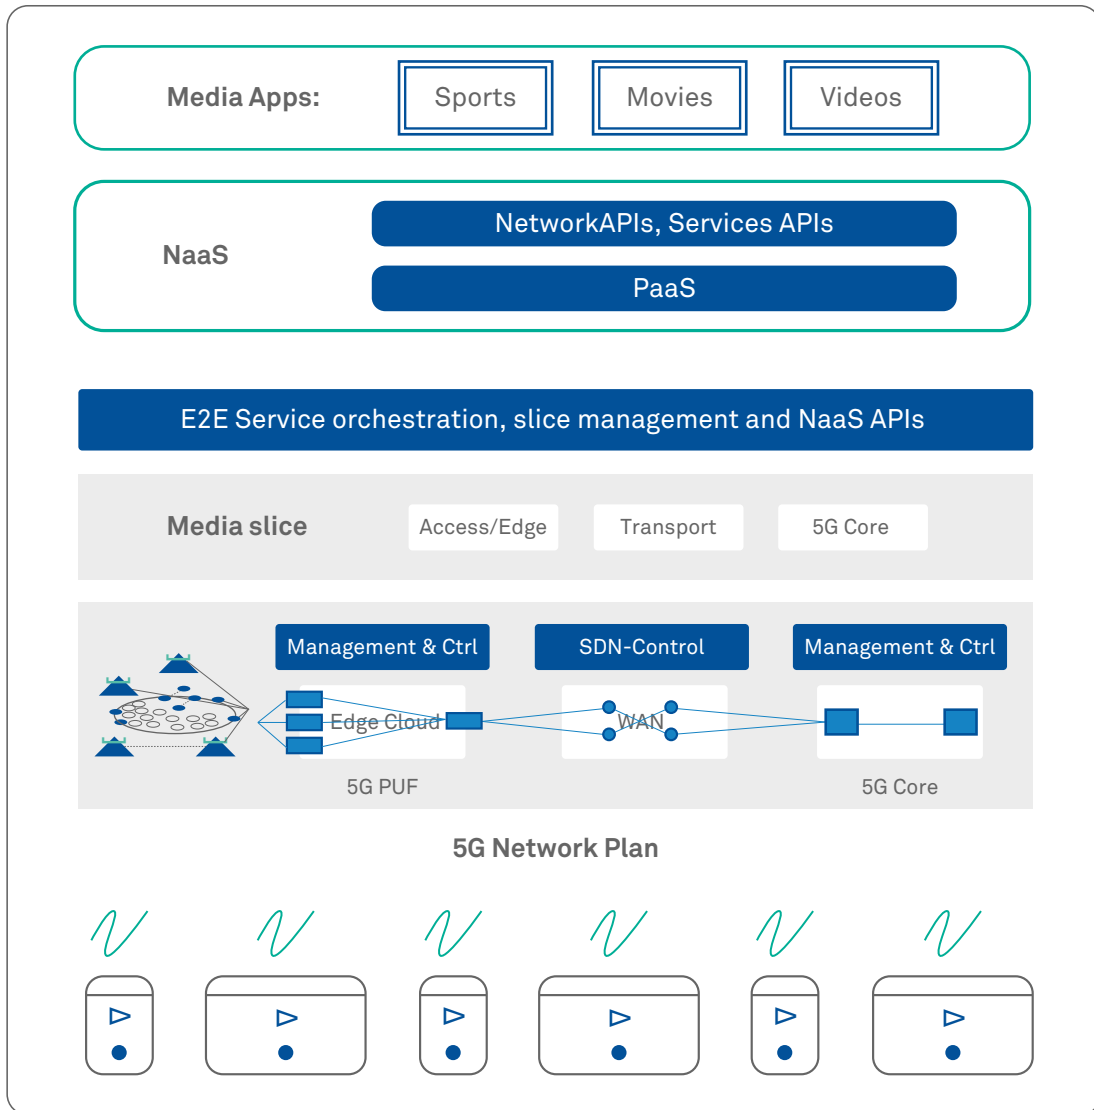 Media Apps: Sports Movies Videos
NetworkAPIs, Services APIs
NaaS
PaaS
E2E Service orchestration, slice management and NaaS APIs
Media slice Access/Edge Transport 5G Core
Management & Ctrl SDN-Control Management & Ctrl
Edge Cloud WAN
5G PUF 5G Core
5G Network Plan